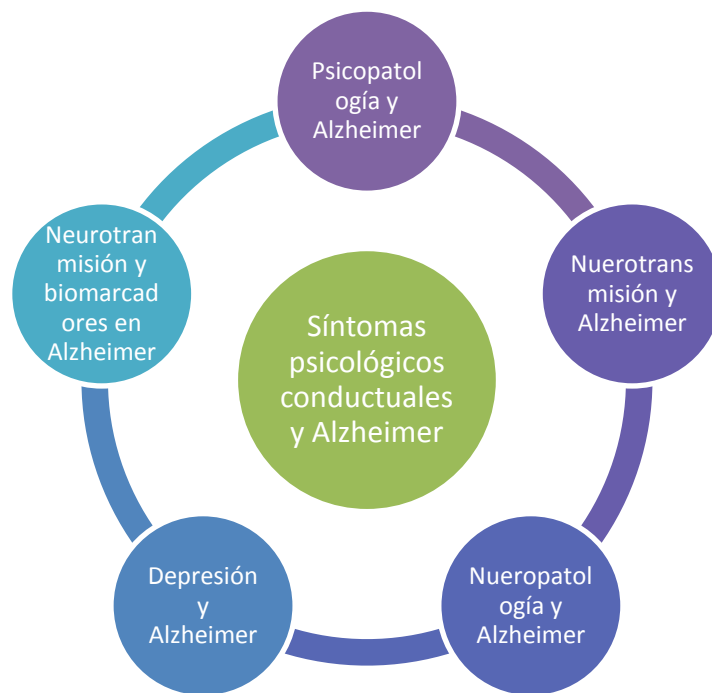 Psicopatol
ogía y
Alzheimer
Nuerotrans
misión y
Alzheimer
Nueropatol
ogía y
Alzheimer
Depresión
y
Alzheimer
Neurotran
misión y
biomarcad
ores en
Alzheimer
Síntomas
psicológicos
conductuales
y Alzheimer